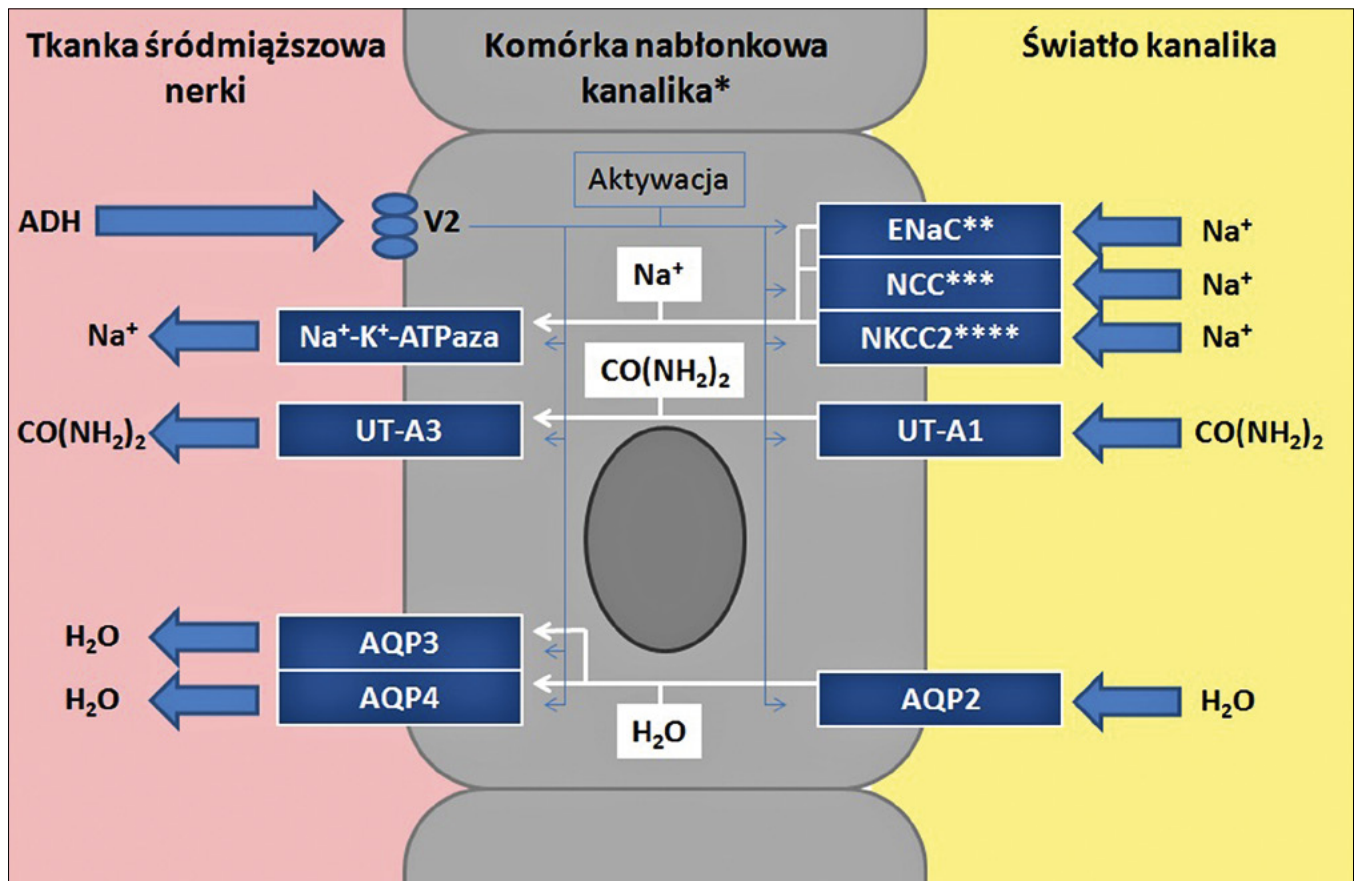 Tkanka śródmiąższowa
nerki
Komórka nabłonkowa
kanalika*
Światło kanalika
Aktywacja
ADH
V2
ENaC**
Na⁺
Na⁺
NCC***
Na⁺
Na⁺
Na⁺-K⁺-ATPaza
NKCC2****
Na⁺
CO(NH₂)₂
CO(NH₂)₂
UT-A3
UT-A1
CO(NH₂)₂
H₂O
AQP3
H₂O
AQP4
AQP2
H₂O
H₂O